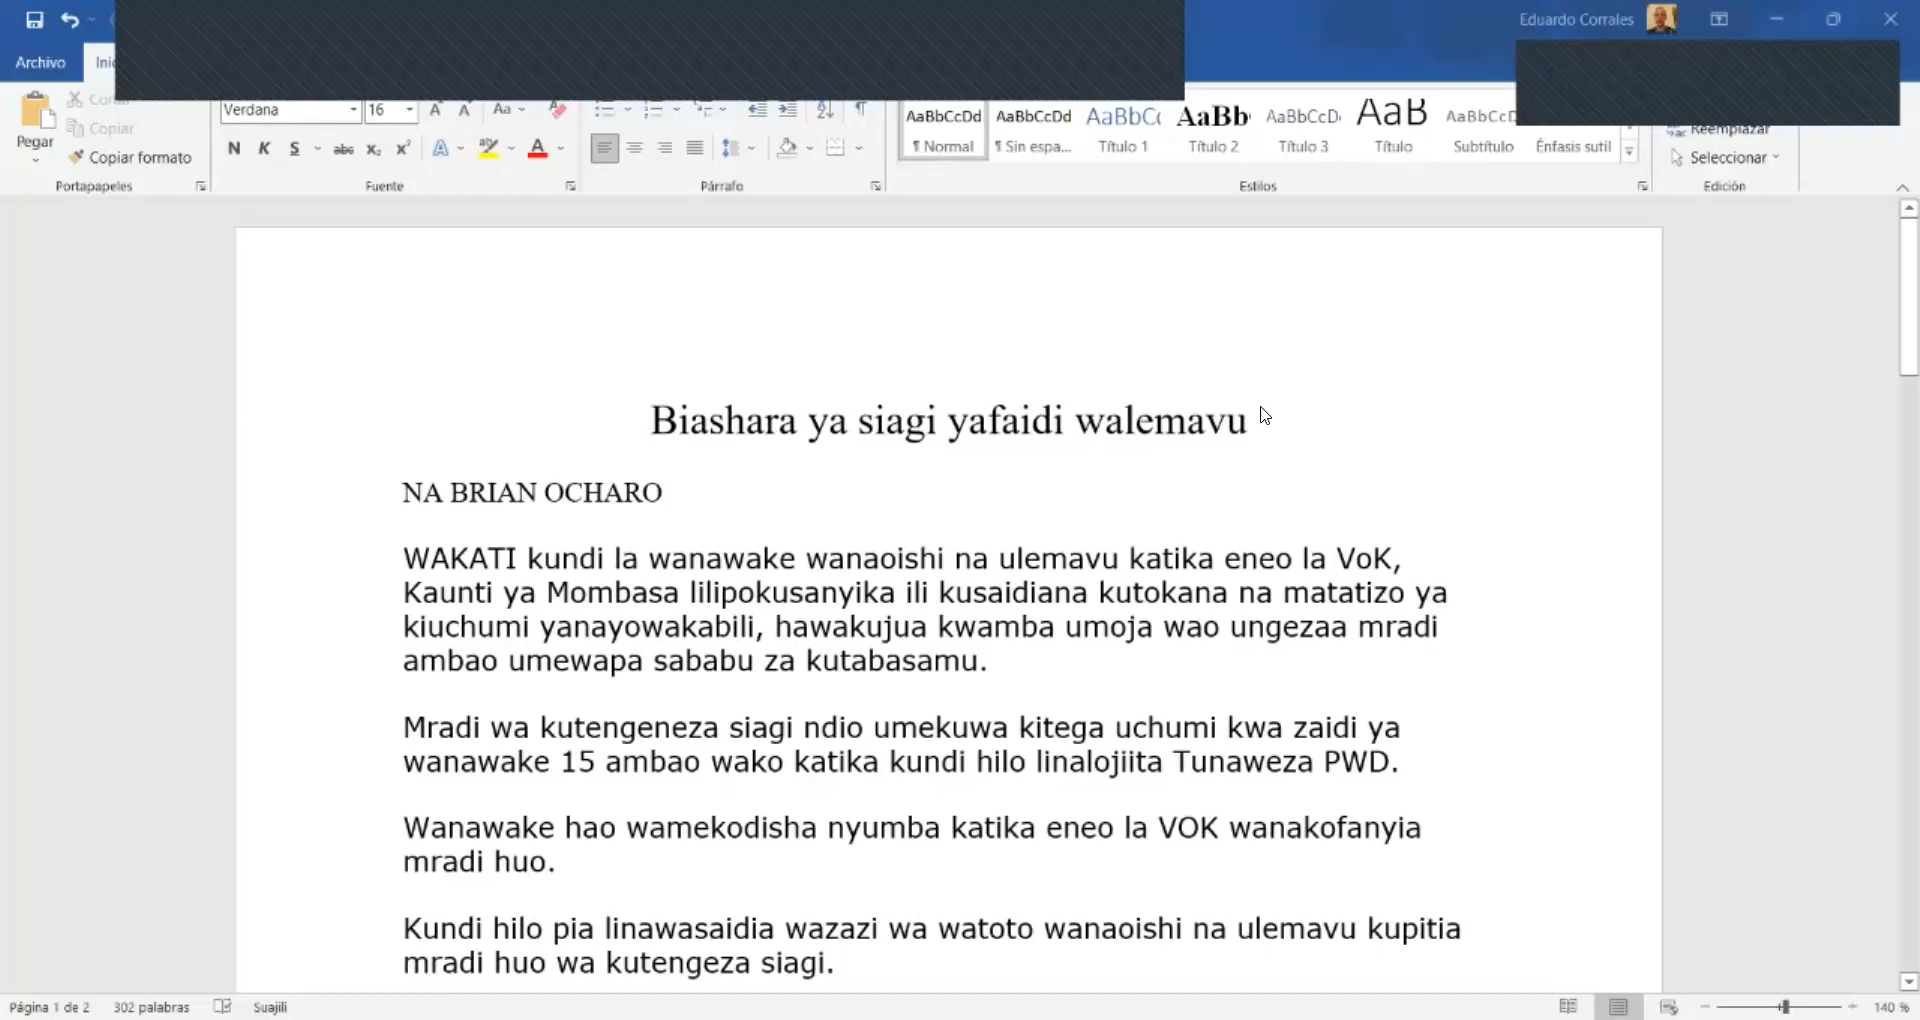 Eduardo Corrales
Archivo
Verdana 16 Aa
AaBbCcDd AaBbCcDd AaBb AaB
Copiar
Pegar
Reemplazar
N K S abc x₂ x² A A
¶ Normal ¶ Sin espa... Título 1 Título 2 Título 3 Título Subtítulo Énfasis sutil
Copiar formato
Seleccionar
Portapapeles Fuente Párrafo Estilos Edición
Biashara ya siagi yafaidi walemavu
NA BRIAN OCHARO
WAKATI kundi la wanawake wanaoishi na ulemavu katika eneo la VoK,
Kaunti ya Mombasa lilipokusanyika ili kusaidiana kutokana na matatizo ya
kiuchumi yanayowakabili, hawakujua kwamba umoja wao ungezaa mradi
ambao umewapa sababu za kutabasamu.
Mradi wa kutengeneza siagi ndio umekuwa kitega uchumi kwa zaidi ya
wanawake 15 ambao wako katika kundi hilo linalojiita Tunaweza PWD.
Wanawake hao wamekodisha nyumba katika eneo la VOK wanakofanyia
mradi huo.
Kundi hilo pia linawasaidia wazazi wa watoto wanaoishi na ulemavu kupitia
mradi huo wa kutengeza siagi.
Página 1 de 2 302 palabras Suajili 140 %